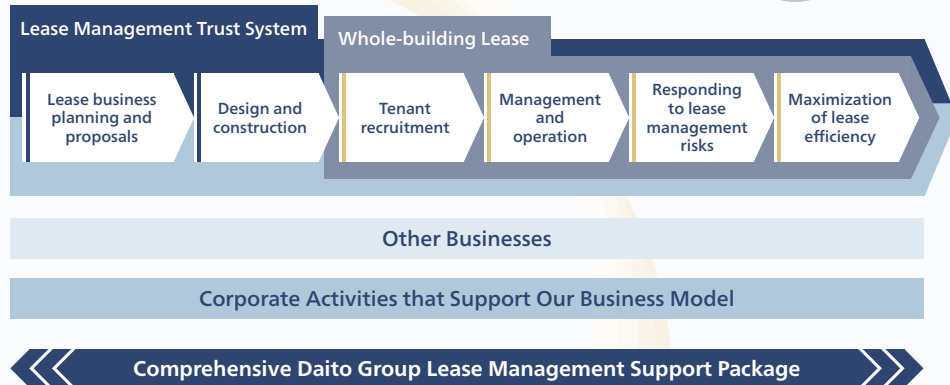 Lease Management Trust System
Whole-building Lease
Lease business
planning and
proposals
Design and
construction
Tenant
recruitment
Management
and
operation
Responding
to lease
management
risks
Maximization
of lease
efficiency
Other Businesses
Corporate Activities that Support Our Business Model
Comprehensive Daito Group Lease Management Support Package